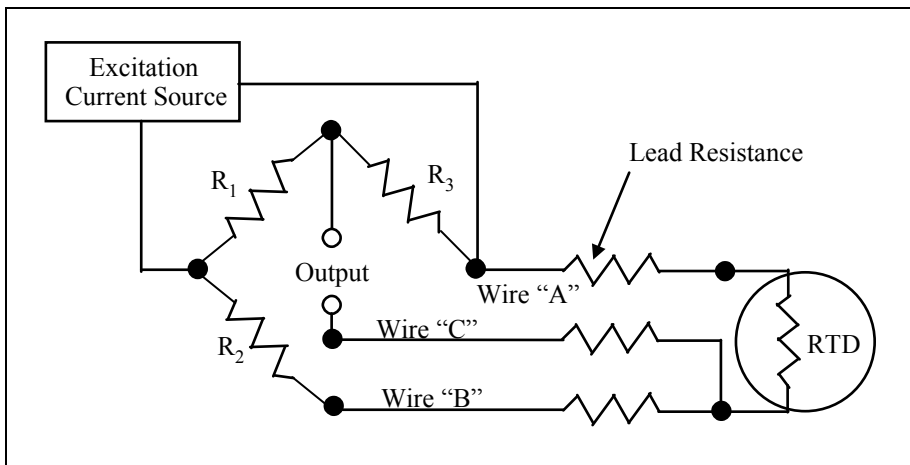 Excitation
Current Source
Lead Resistance
R1
R3
Output
Wire “A”
Wire “C”
R2
RTD
Wire “B”